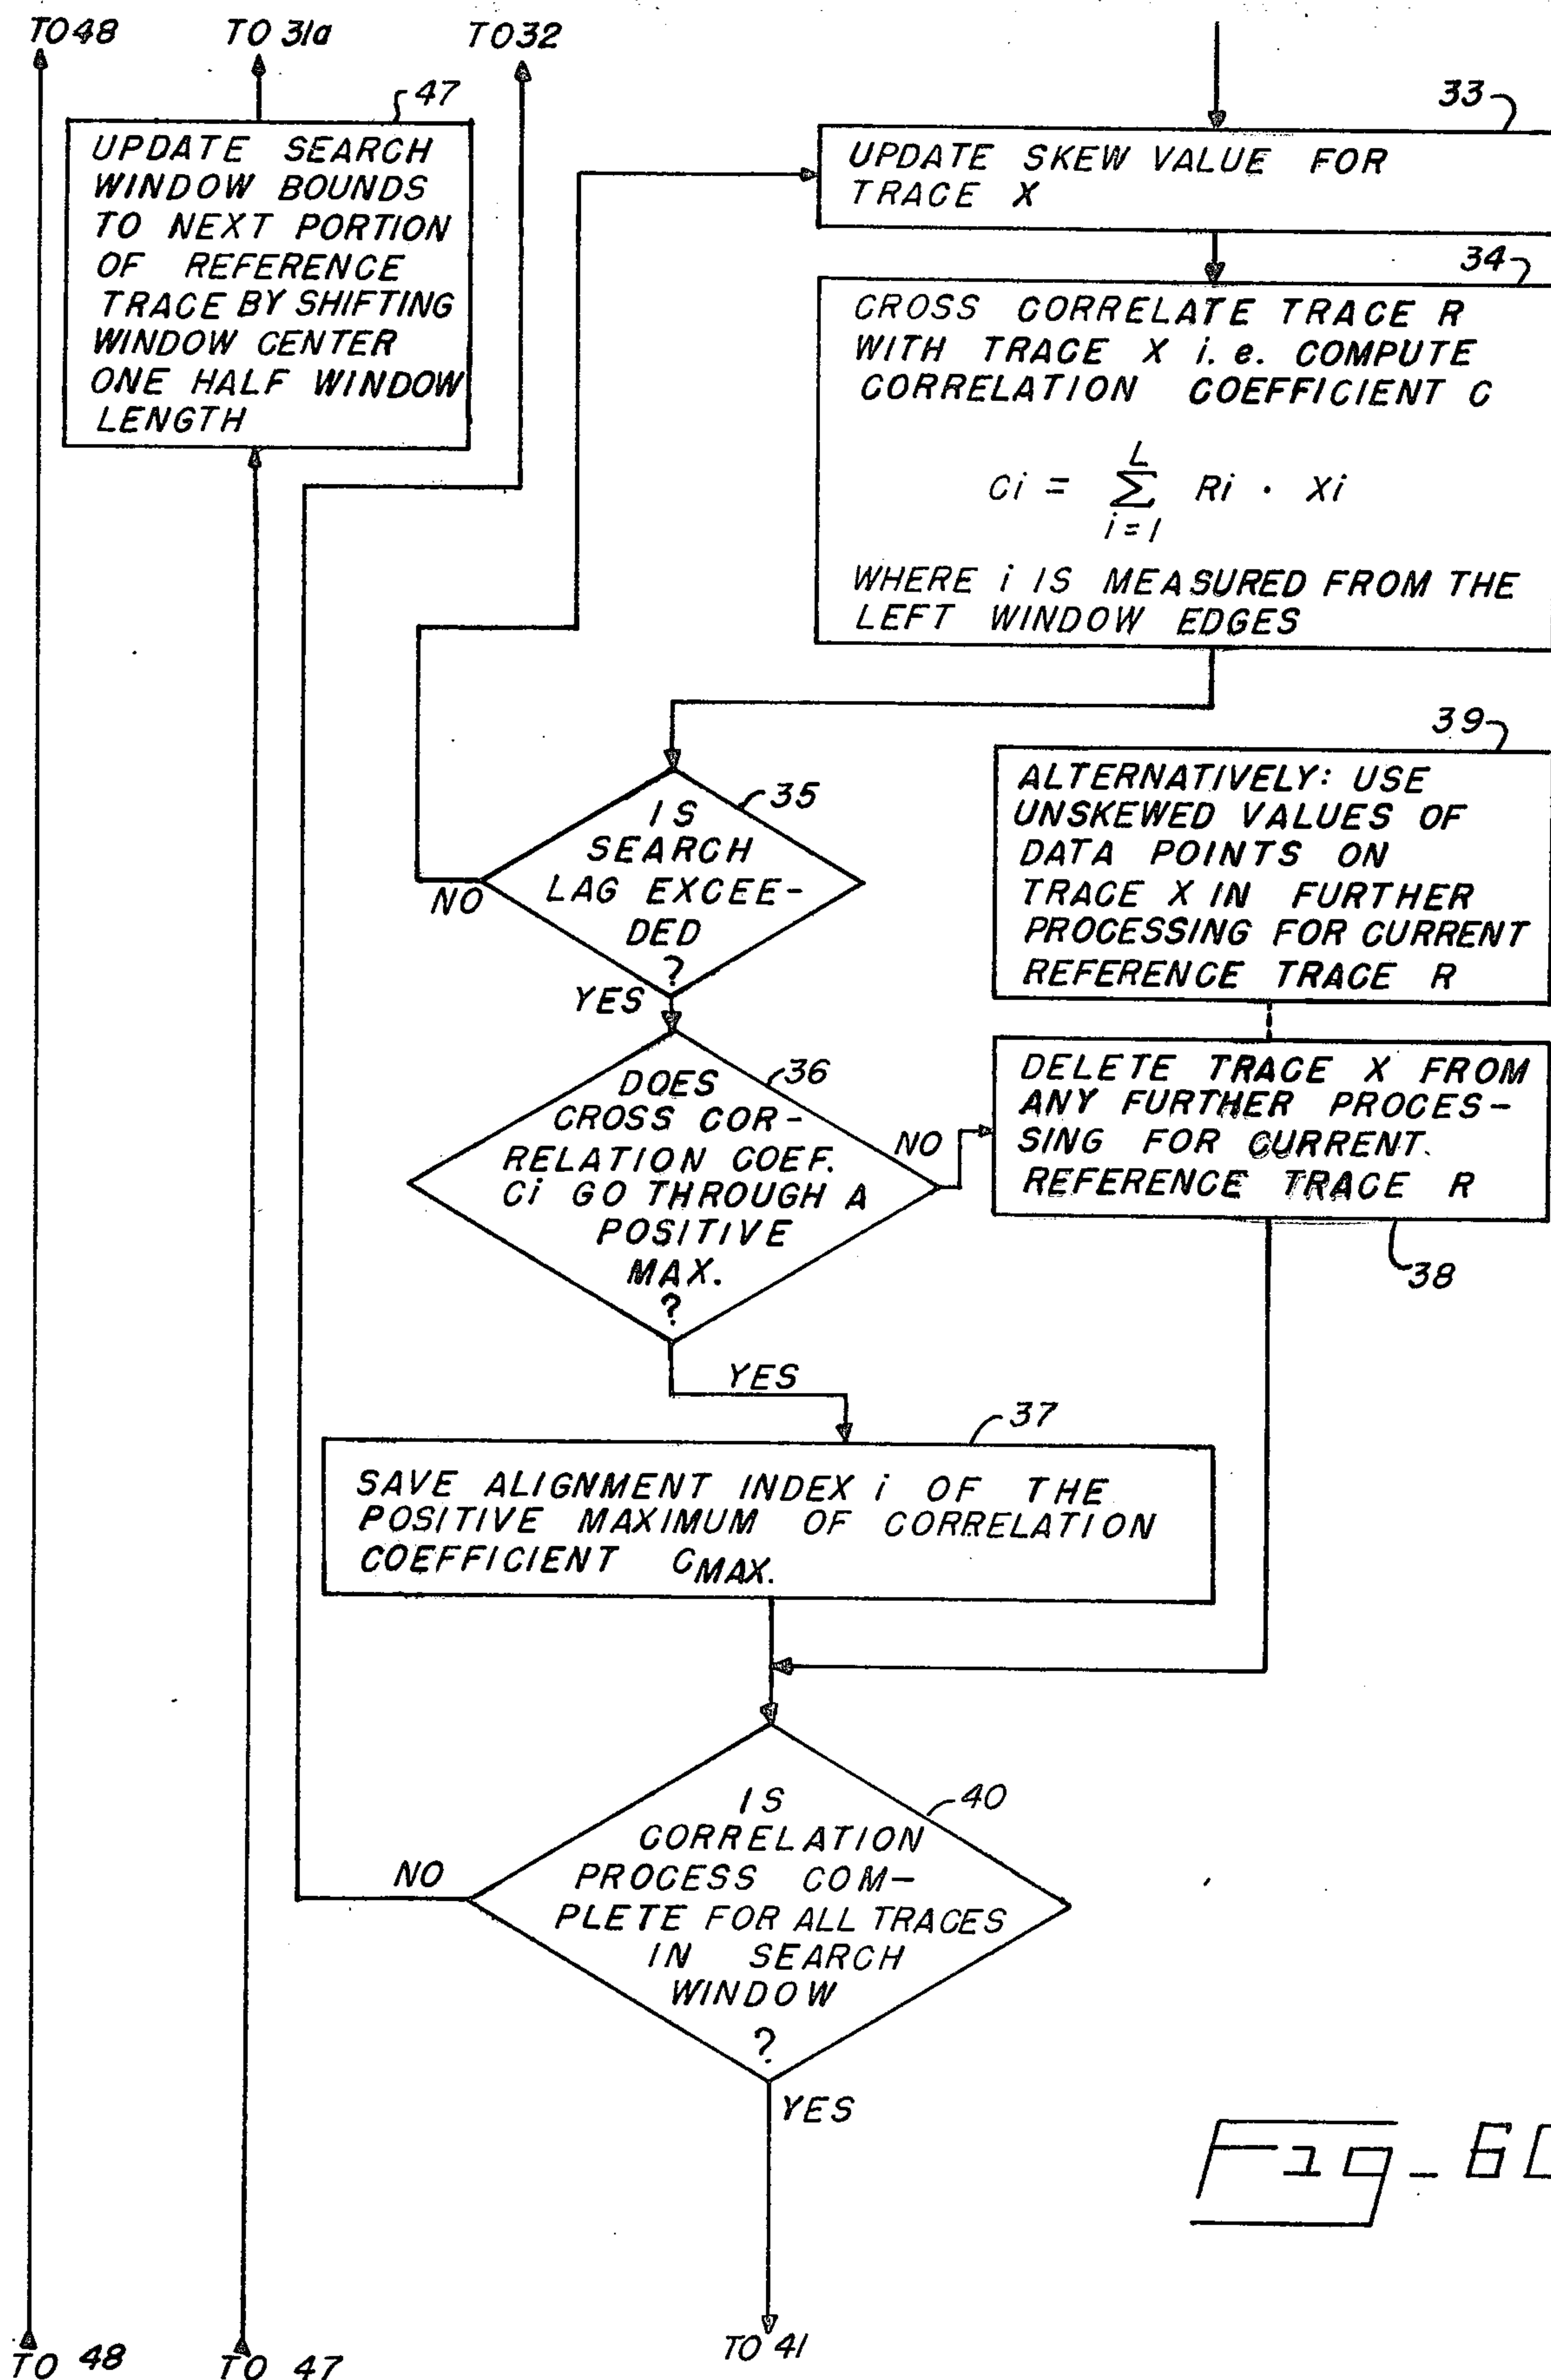 TO 48
TO 31a
TO 32
47
UPDATE SEARCH
WINDOW BOUNDS
TO NEXT PORTION
OF REFERENCE
TRACE BY SHIFTING
WINDOW CENTER
ONE HALF WINDOW
LENGTH
33
UPDATE SKEW VALUE FOR
TRACE X
34
CROSS CORRELATE TRACE R
WITH TRACE X i.e. COMPUTE
CORRELATION COEFFICIENT C
Ci = L∑i=1 Ri · Xi
WHERE i IS MEASURED FROM THE
LEFT WINDOW EDGES
35
IS
SEARCH
LAG EXCEE-
DED
?
NO
YES
39
ALTERNATIVELY: USE
UNSKEWED VALUES OF
DATA POINTS ON
TRACE X IN FURTHER
PROCESSING FOR CURRENT
REFERENCE TRACE R
36
DOES
CROSS COR-
RELATION COEF.
Ci GO THROUGH A
POSITIVE
MAX.
?
NO
YES
DELETE TRACE X FROM
ANY FURTHER PROCES-
SING FOR CURRENT.
REFERENCE TRACE R
38
37
SAVE ALIGNMENT INDEX i OF THE
POSITIVE MAXIMUM OF CORRELATION
COEFFICIENT CMAX.
40
IS
CORRELATION
PROCESS COM-
PLETE FOR ALL TRACES
IN SEARCH
WINDOW
?
NO
YES
Fig_6
TO 48
TO 47
TO 41